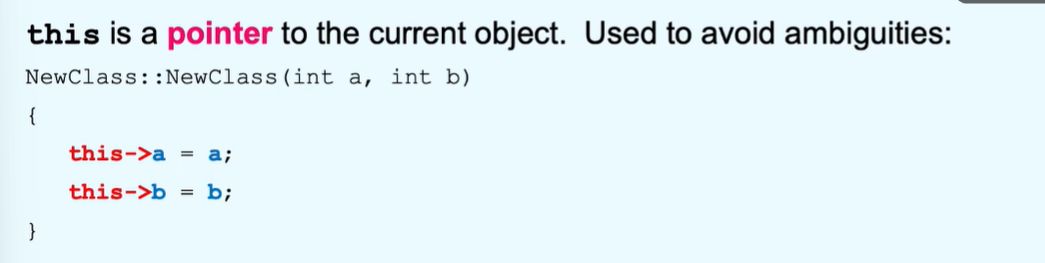 this is a pointer to the current object. Used to avoid ambiguities:
NewClass::NewClass(int a, int b)
{
this->a = a;
this->b = b;
}